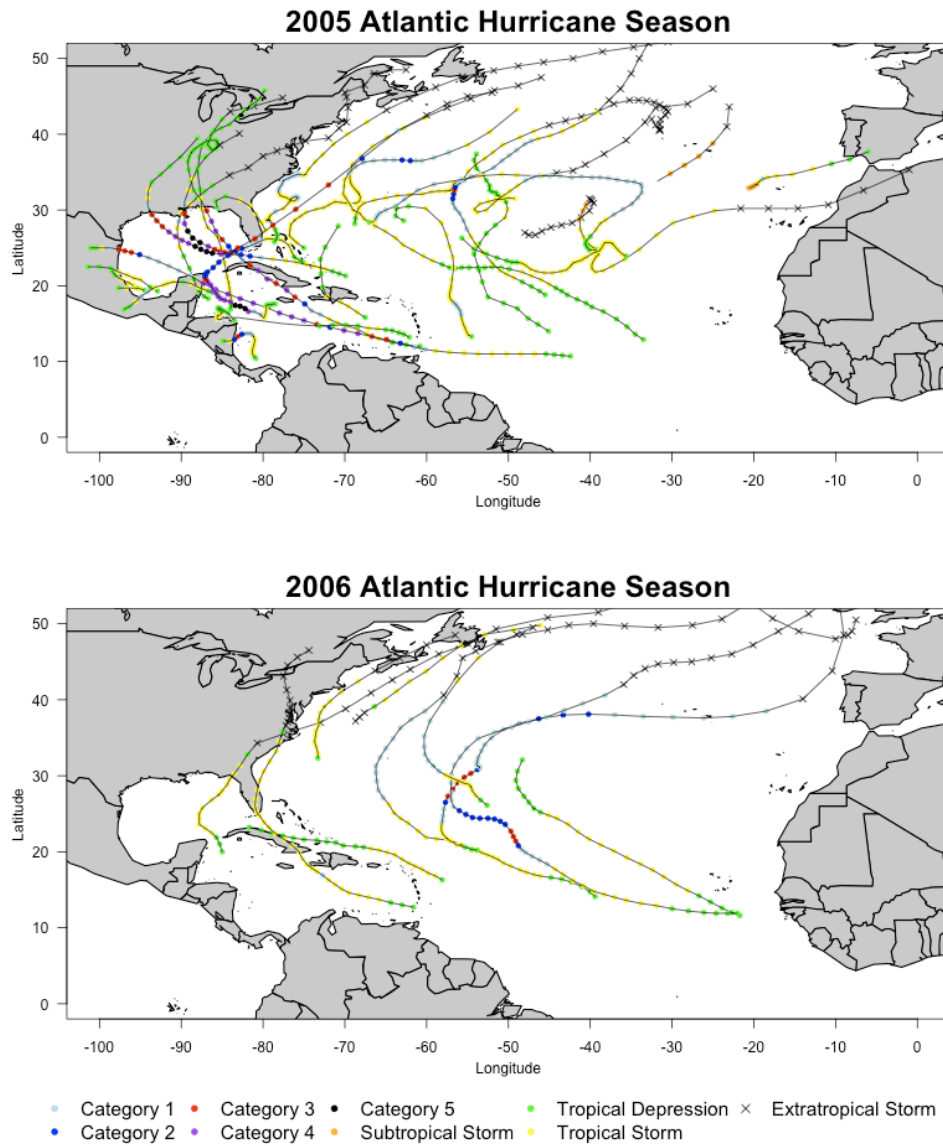 2005 Atlantic Hurricane Season
50
40
30
20
10
0
Latitude
-100 -90 -80 -70 -60 -50 -40 -30 -20 -10 0
Longitude
2006 Atlantic Hurricane Season
50
40
30
20
10
0
Latitude
-100 -90 -80 -70 -60 -50 -40 -30 -20 -10 0
Longitude
Category 1 Category 3 Category 5 Tropical Depression Extratropical Storm
Category 2 Category 4 Subtropical Storm Tropical Storm